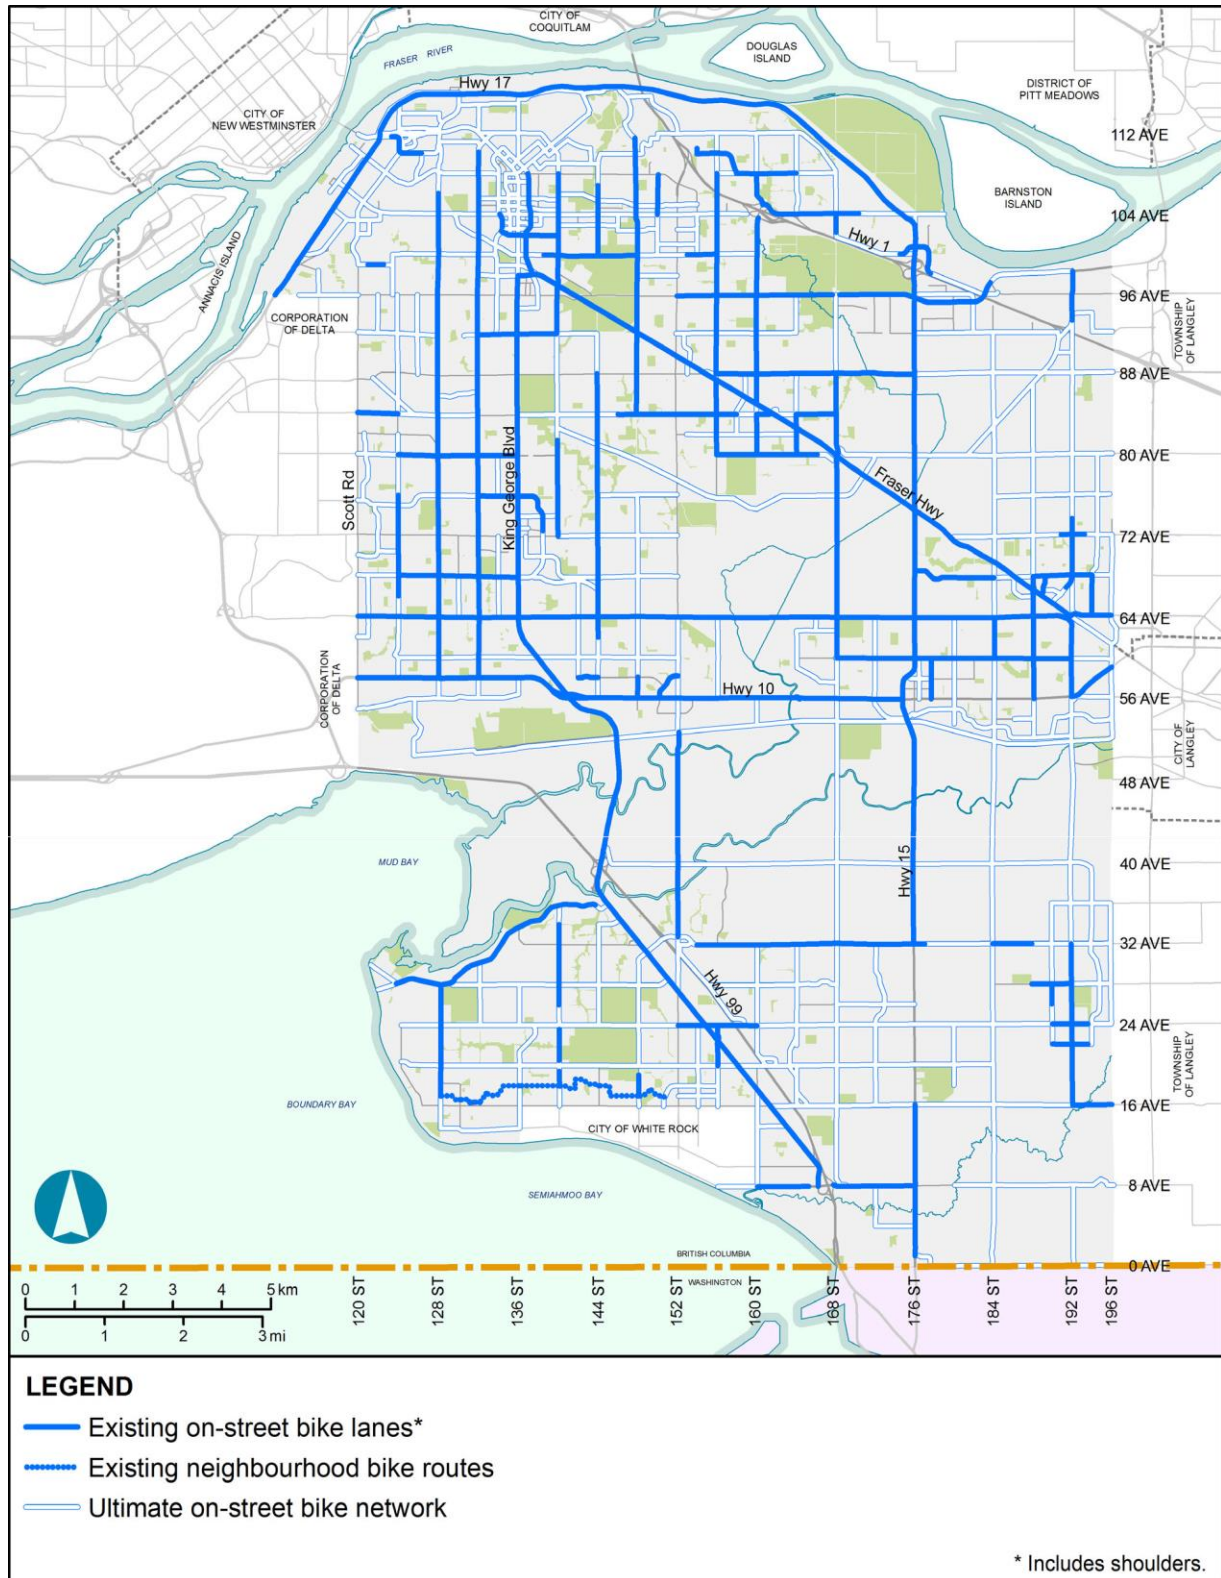 CITY OF
COQUITLAM
FRASER RIVER
DOUGLAS
ISLAND
Hwy 17
DISTRICT OF
PITT MEADOWS
CITY OF
NEW WESTMINSTER
112 AVE
BARNSTON
ISLAND
104 AVE
Hwy 1
ANNACIS ISLAND
96 AVE
CORPORATION
OF DELTA
TOWNSHIP
OF LANGLEY
88 AVE
King George Blvd
80 AVE
Scott Rd
Fraser Hwy
72 AVE
64 AVE
CORPORATION
OF DELTA
Hwy 10
56 AVE
CITY OF
LANGLEY
48 AVE
MUD BAY
Hwy 15
40 AVE
32 AVE
Hwy 99
24 AVE
TOWNSHIP
OF LANGLEY
BOUNDARY BAY
16 AVE
CITY OF WHITE ROCK
8 AVE
SEMIAHMOO BAY
BRITISH COLUMBIA
0 AVE
WASHINGTON
0 1 2 3 4 5 km
0 1 2 3 mi
120 ST
128 ST
136 ST
144 ST
152 ST
160 ST
168 ST
176 ST
184 ST
192 ST
196 ST
LEGEND
Existing on-street bike lanes*
Existing neighbourhood bike routes
Ultimate on-street bike network
* Includes shoulders.